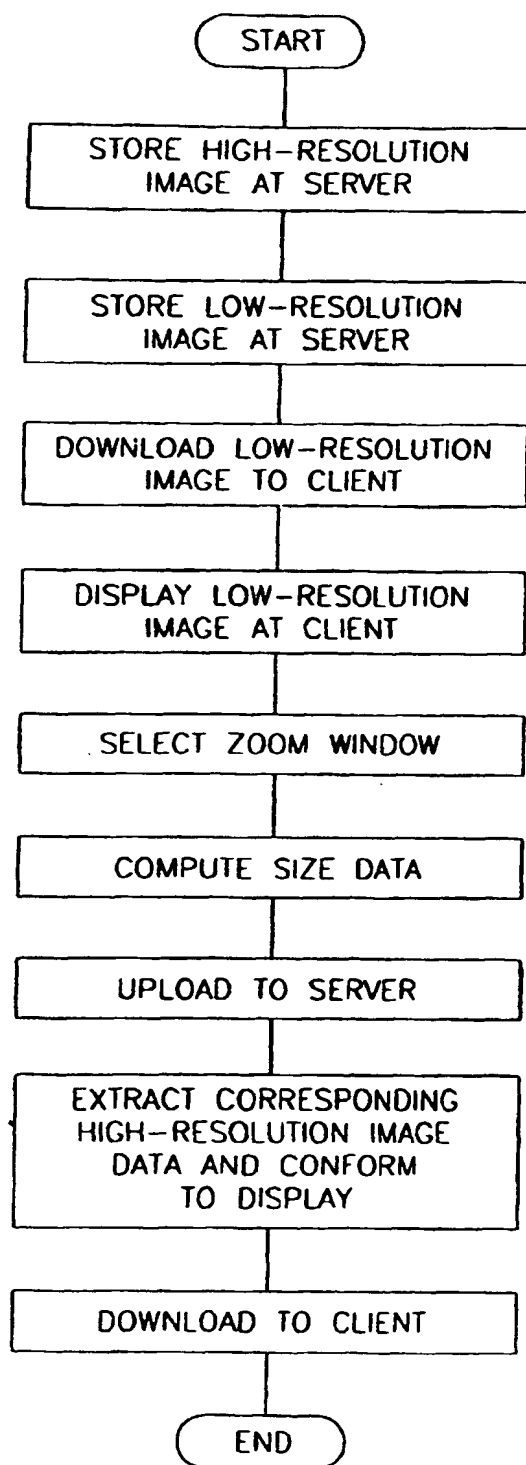 START
STORE HIGH-RESOLUTION
IMAGE AT SERVER
STORE LOW-RESOLUTION
IMAGE AT SERVER
DOWNLOAD LOW-RESOLUTION
IMAGE TO CLIENT
DISPLAY LOW-RESOLUTION
IMAGE AT CLIENT
SELECT ZOOM WINDOW
COMPUTE SIZE DATA
UPLOAD TO SERVER
EXTRACT CORRESPONDING
HIGH-RESOLUTION IMAGE
DATA AND CONFORM
TO DISPLAY
DOWNLOAD TO CLIENT
END